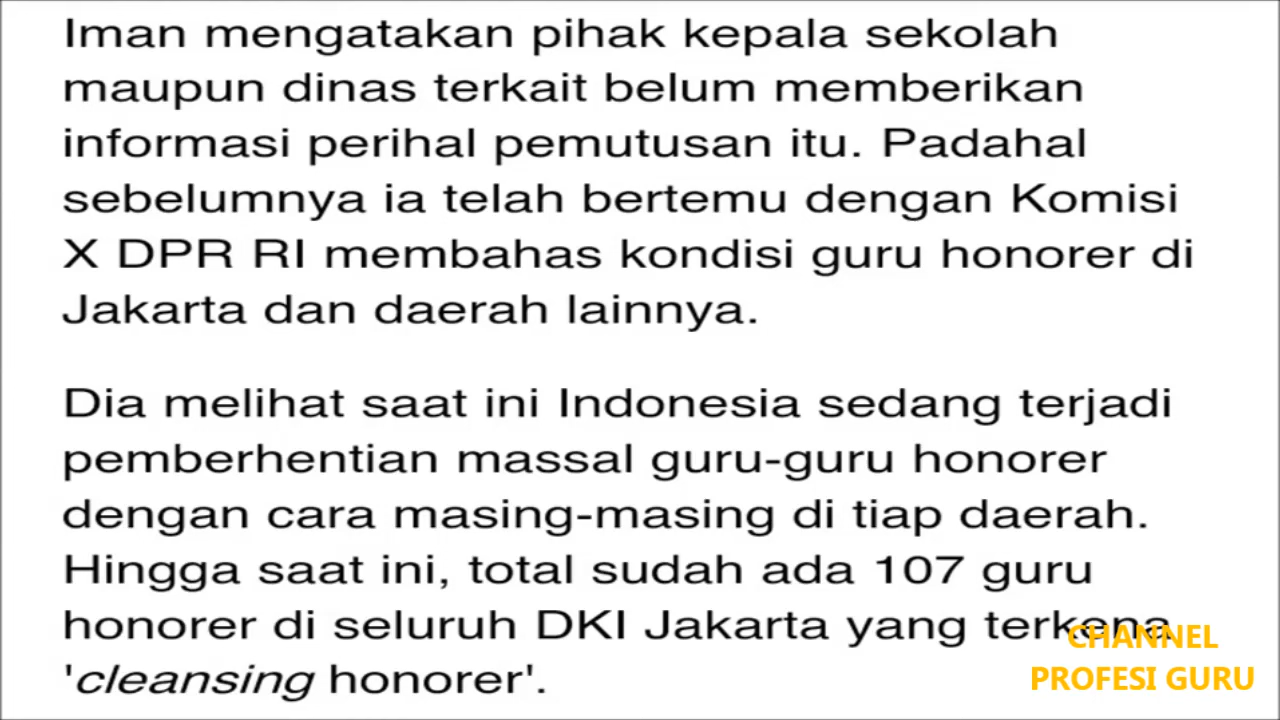 Iman mengatakan pihak kepala sekolah
maupun dinas terkait belum memberikan
informasi perihal pemutusan itu. Padahal
sebelumnya ia telah bertemu dengan Komisi
X DPR RI membahas kondisi guru honorer di
Jakarta dan daerah lainnya.
Dia melihat saat ini Indonesia sedang terjadi
pemberhentian massal guru-guru honorer
dengan cara masing-masing di tiap daerah.
Hingga saat ini, total sudah ada 107 guru
honorer di seluruh DKI Jakarta yang terkena
'cleansing honorer'.
CHANNEL
PROFESI GURU